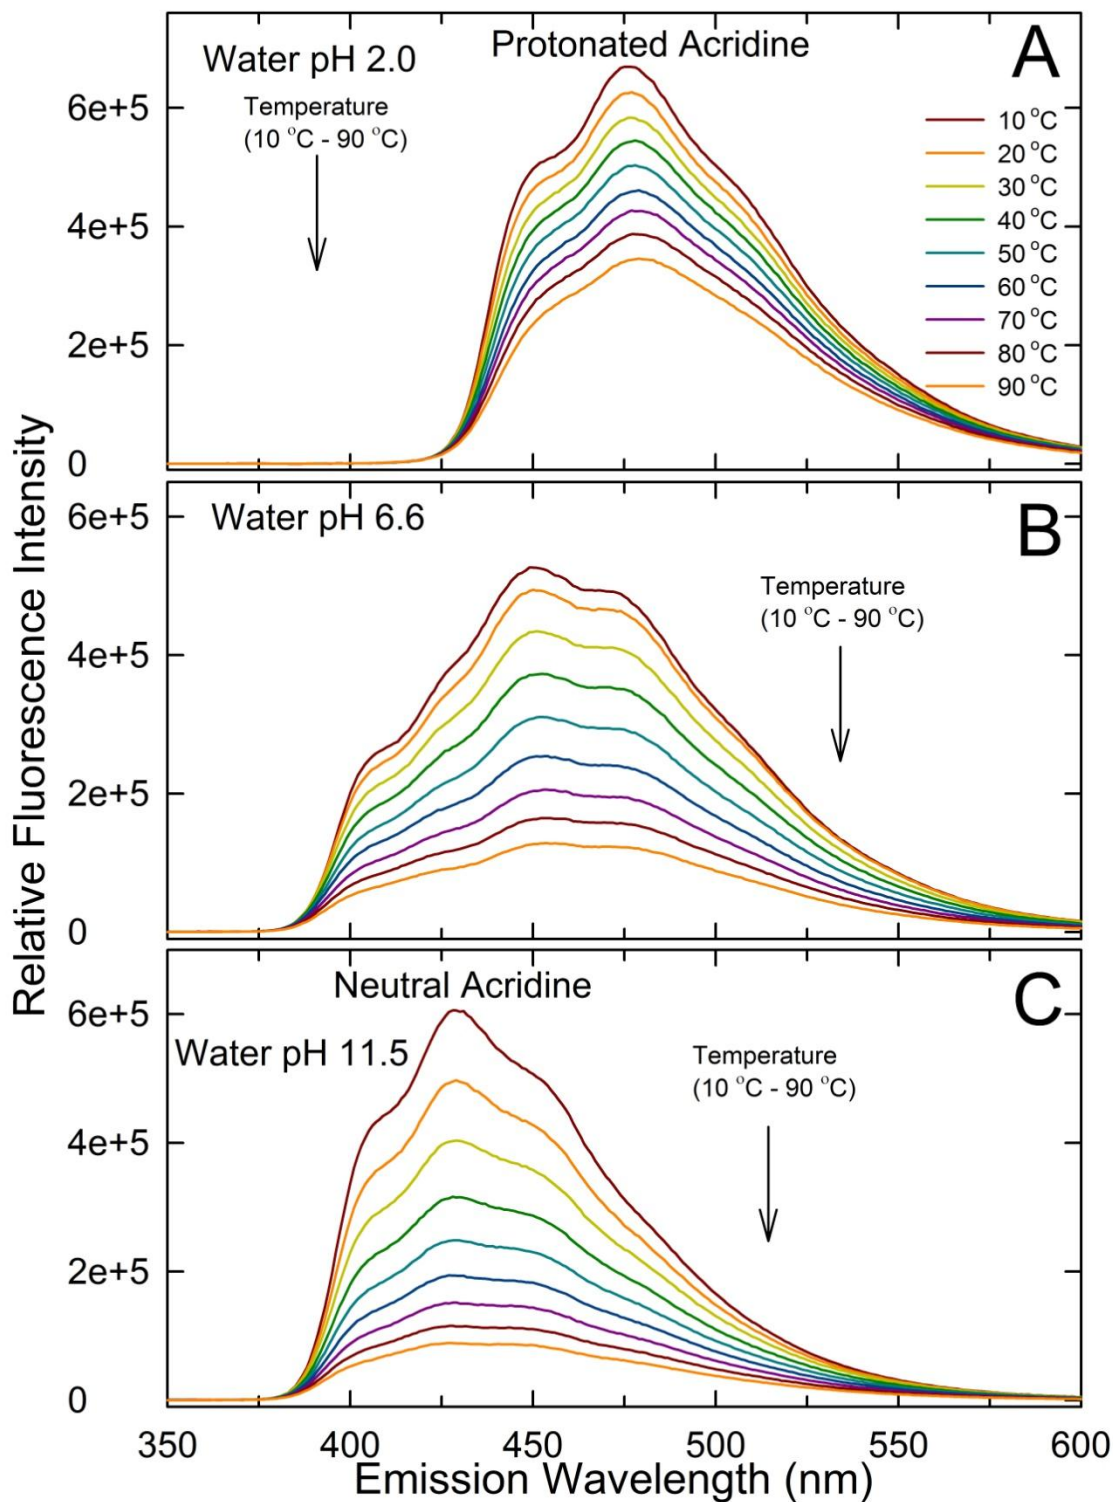 Relative Fluorescence Intensity
A
Protonated Acridine
Water pH 2.0
Temperature
(10 °C - 90 °C)
6e+5
4e+5
2e+5
0
10 °C
20 °C
30 °C
40 °C
50 °C
60 °C
70 °C
80 °C
90 °C
B
Water pH 6.6
Temperature
(10 °C - 90 °C)
6e+5
4e+5
2e+5
0
C
Neutral Acridine
Water pH 11.5
Temperature
(10 °C - 90 °C)
6e+5
4e+5
2e+5
0
350 400 450 500 550 600
Emission Wavelength (nm)